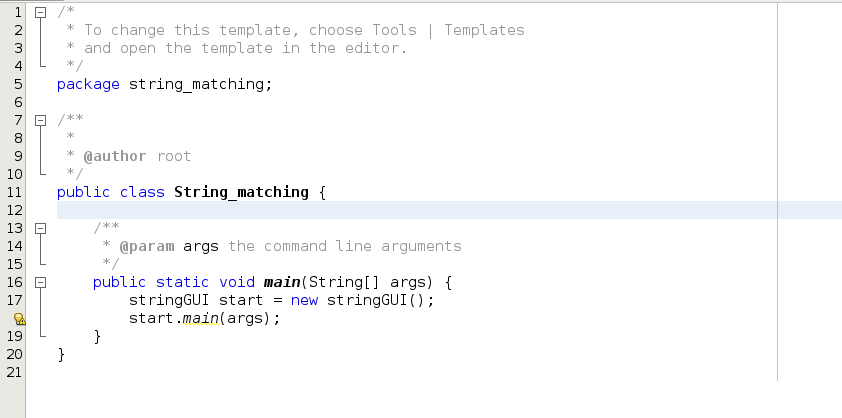 1 /*
2  * To change this template, choose Tools | Templates
3  * and open the template in the editor.
4  */
5 package string_matching;
6
7 /**
8  *
9  * @author root
10  */
11 public class String_matching {
12
13     /**
14      * @param args the command line arguments
15      */
16     public static void main(String[] args) {
17         stringGUI start = new stringGUI();
        start.main(args);
19     }
20 }
21